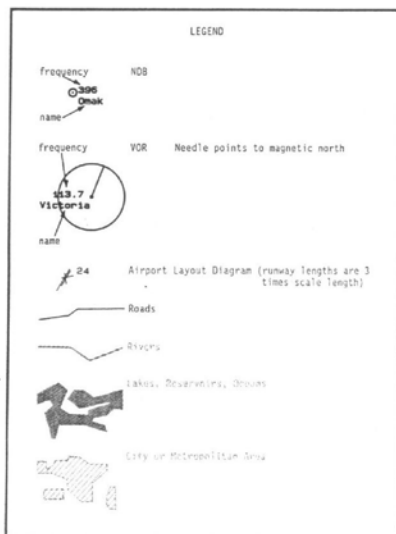 LEGEND
frequency NDB
396
Omak
name
frequency VOR Needle points to magnetic north
113.7
Victoria
name
24 Airport Layout Diagram (runway lengths are 3
times scale length)
Roads
Rivers
Lakes, Reservoirs, Oceans
City or Metropolitan Area